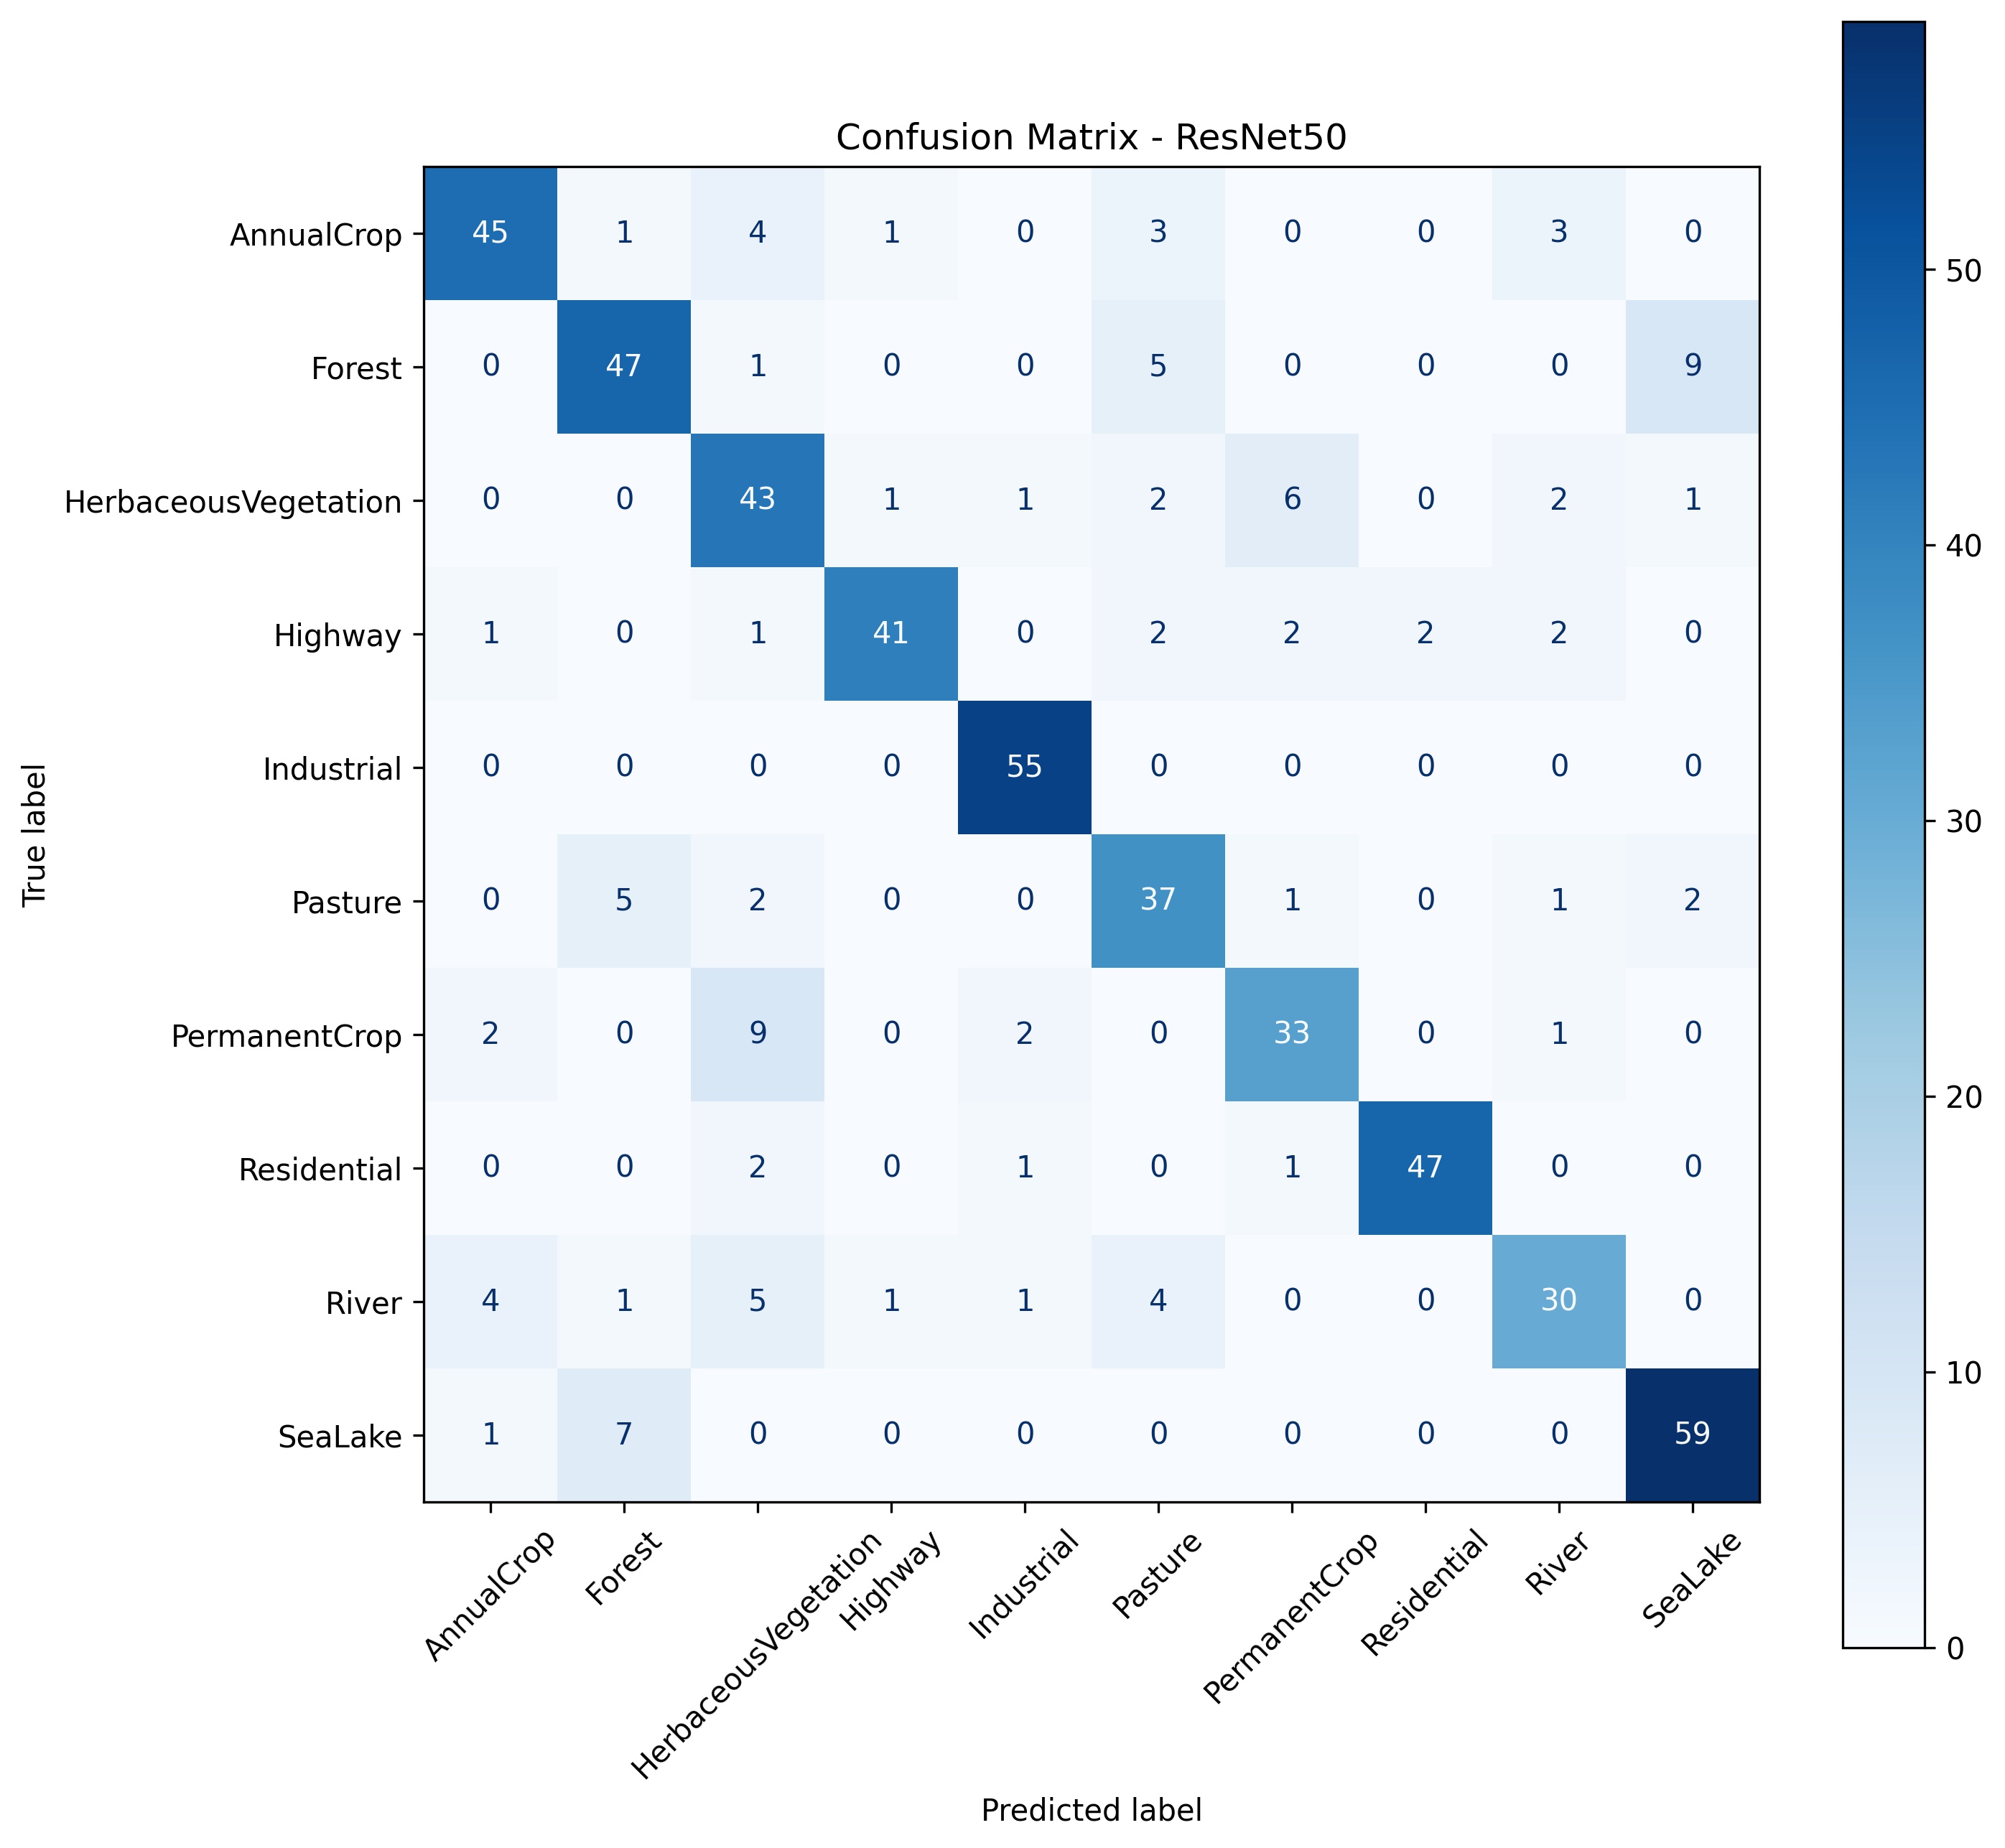 Confusion Matrix - ResNet50
AnnualCrop 45 1 4 1 0 3 0 0 3 0
Forest 0 47 1 0 0 5 0 0 0 9
HerbaceousVegetation 0 0 43 1 1 2 6 0 2 1
Highway 1 0 1 41 0 2 2 2 2 0
Industrial 0 0 0 0 55 0 0 0 0 0
Pasture 0 5 2 0 0 37 1 0 1 2
PermanentCrop 2 0 9 0 2 0 33 0 1 0
Residential 0 0 2 0 1 0 1 47 0 0
River 4 1 5 1 1 4 0 0 30 0
SeaLake 1 7 0 0 0 0 0 0 0 59
True label
AnnualCrop
Forest
HerbaceousVegetation
Highway
Industrial
Pasture
PermanentCrop
Residential
River
SeaLake
Predicted label
50
40
30
20
10
0